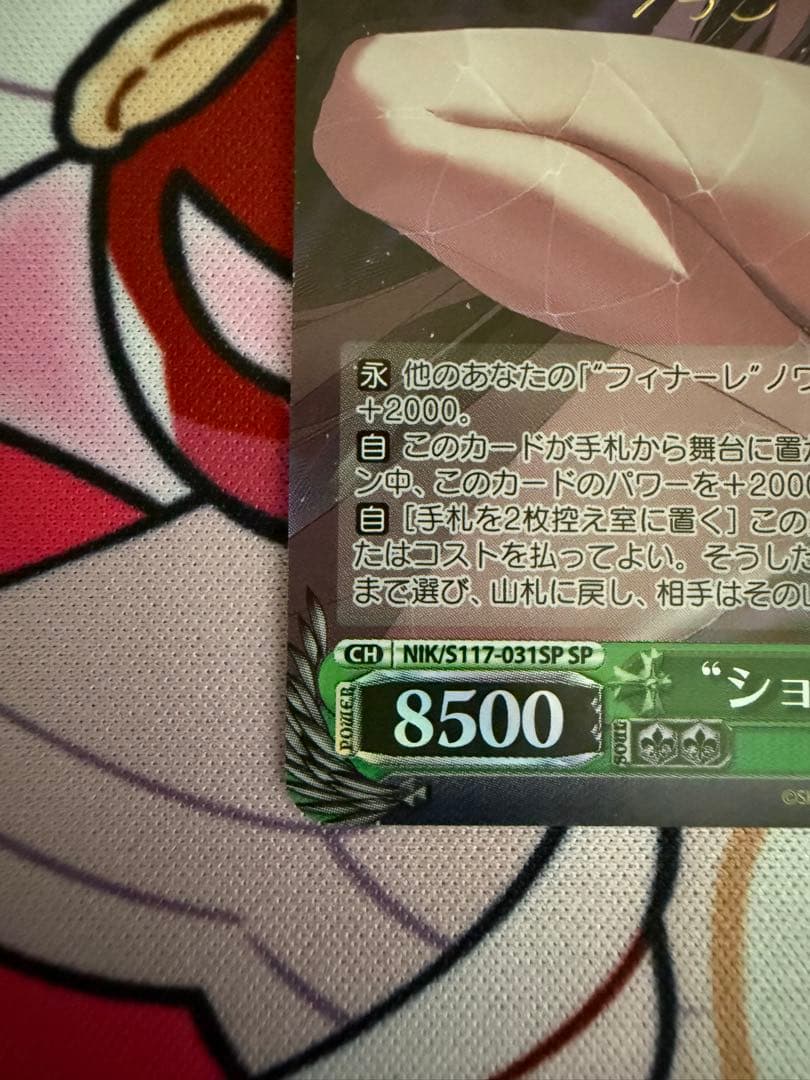 永 他のあなたの「"フィナーレ"ノワ
+2000。
自 このカードが手札から舞台に置か
ン中、このカードのパワーを+2000
自 [手札を2枚控え室に置く] この
たはコストを払ってよい。そうした
まで選び、山札に戻し、相手はその
CH NIK/S117-031SP SP
POWER 8500
“ショ
SOUL